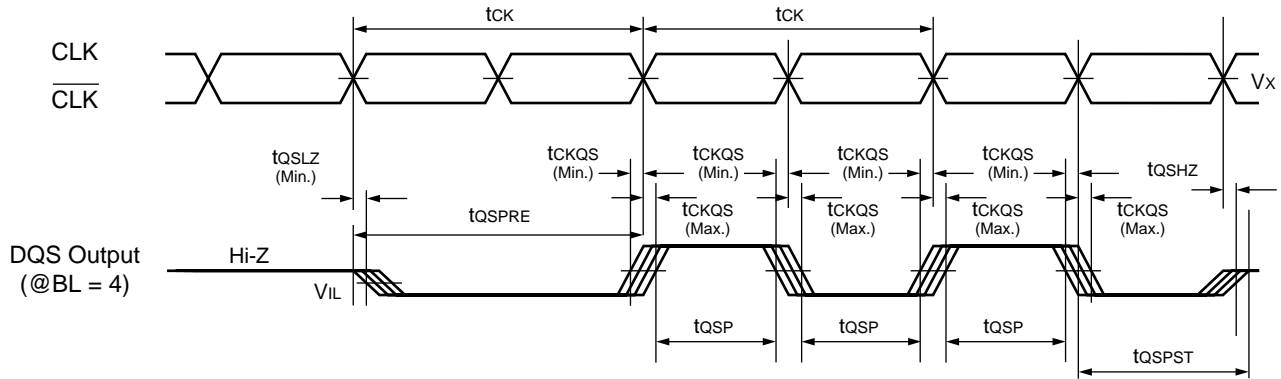 tCK tCK
CLK
CLK
VX
tQSLZ
(Min.)
tCKQS
(Min.)
tCKQS
(Min.)
tCKQS
(Min.)
tCKQS
(Min.)
tQSHZ
tQSPRE
tCKQS
(Max.)
tCKQS
(Max.)
tCKQS
(Max.)
tCKQS
(Max.)
DQS Output
(@BL = 4)
Hi-Z
VIL
tQSP tQSP tQSP
tQSPST